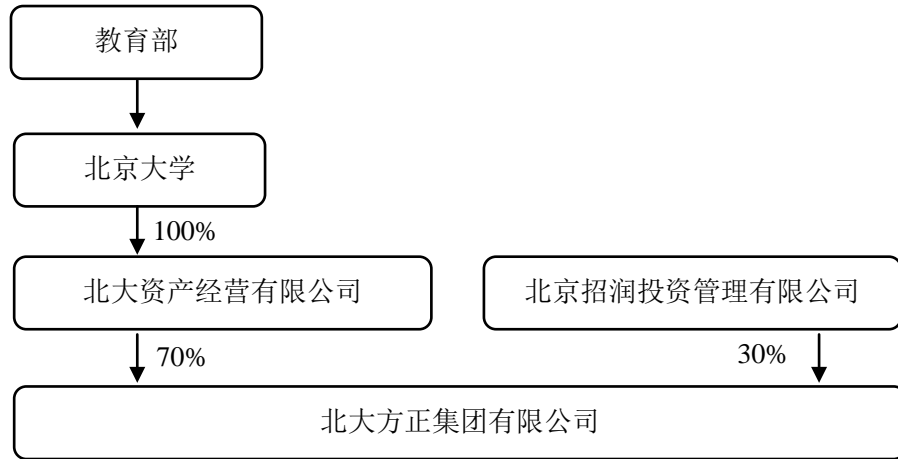 教育部
北京大学
100%
北大资产经营有限公司
北京招润投资管理有限公司
70%
30%
北大方正集团有限公司